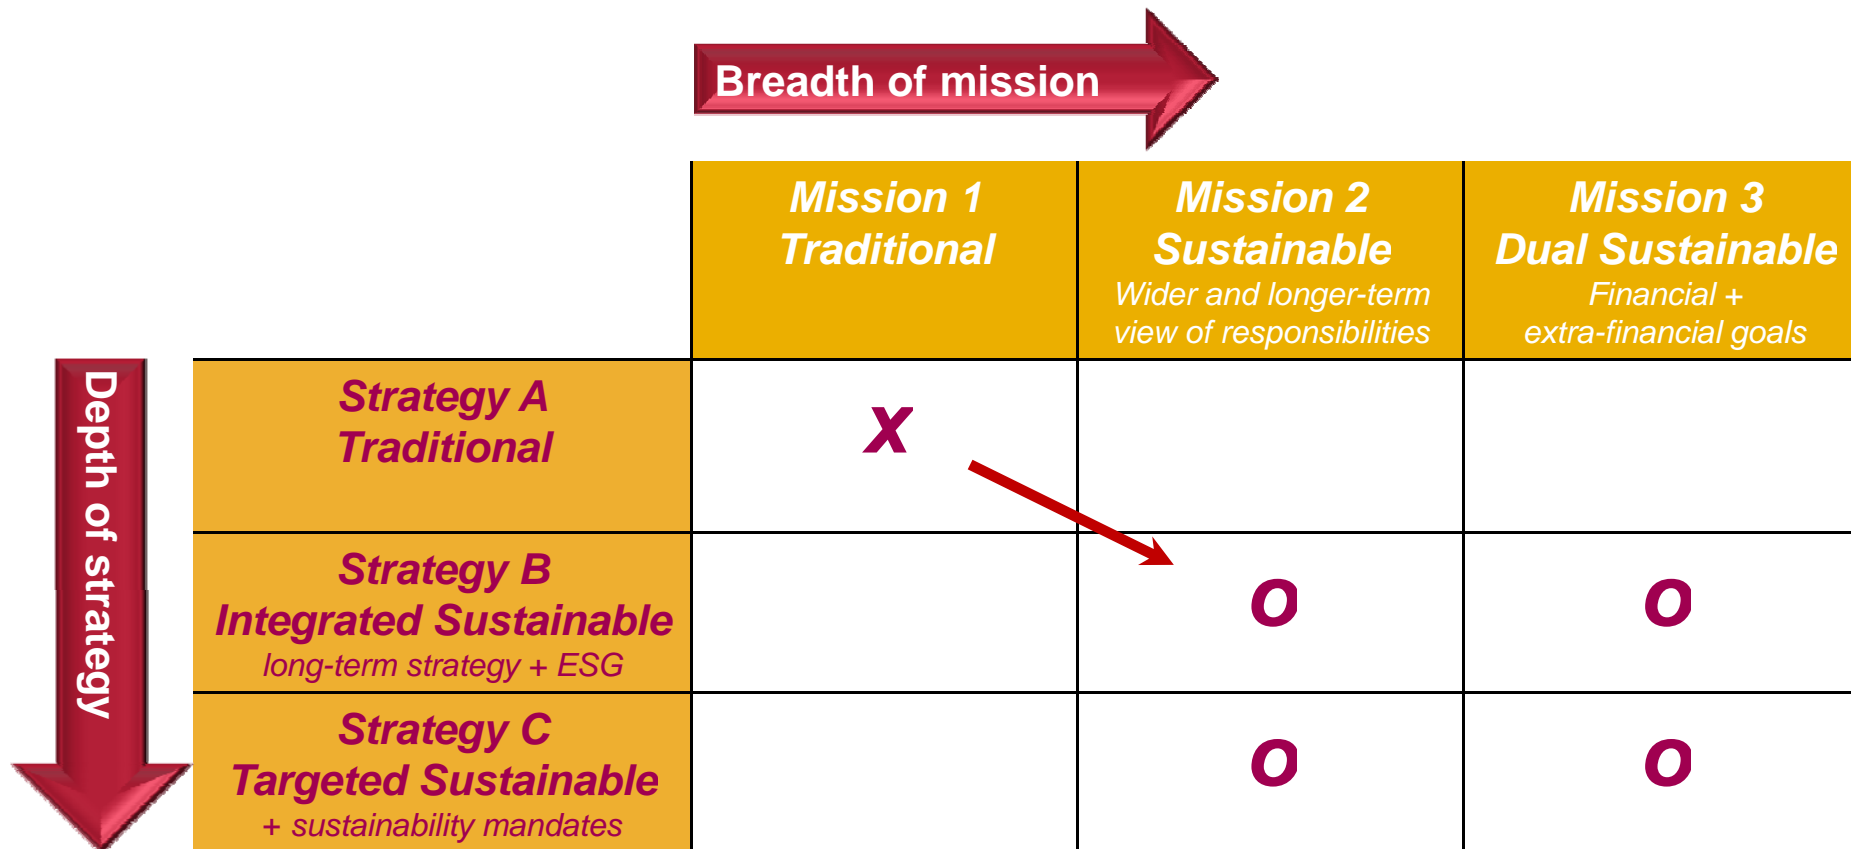 Breadth of mission
Mission 1
Traditional
Mission 2
Sustainable
Wider and longer-term
view of responsibilities
Mission 3
Dual Sustainable
Financial +
extra-financial goals
Depth of strategy
Strategy A
Traditional
X
Strategy B
Integrated Sustainable
long-term strategy + ESG
O
O
Strategy C
Targeted Sustainable
+ sustainability mandates
O
O